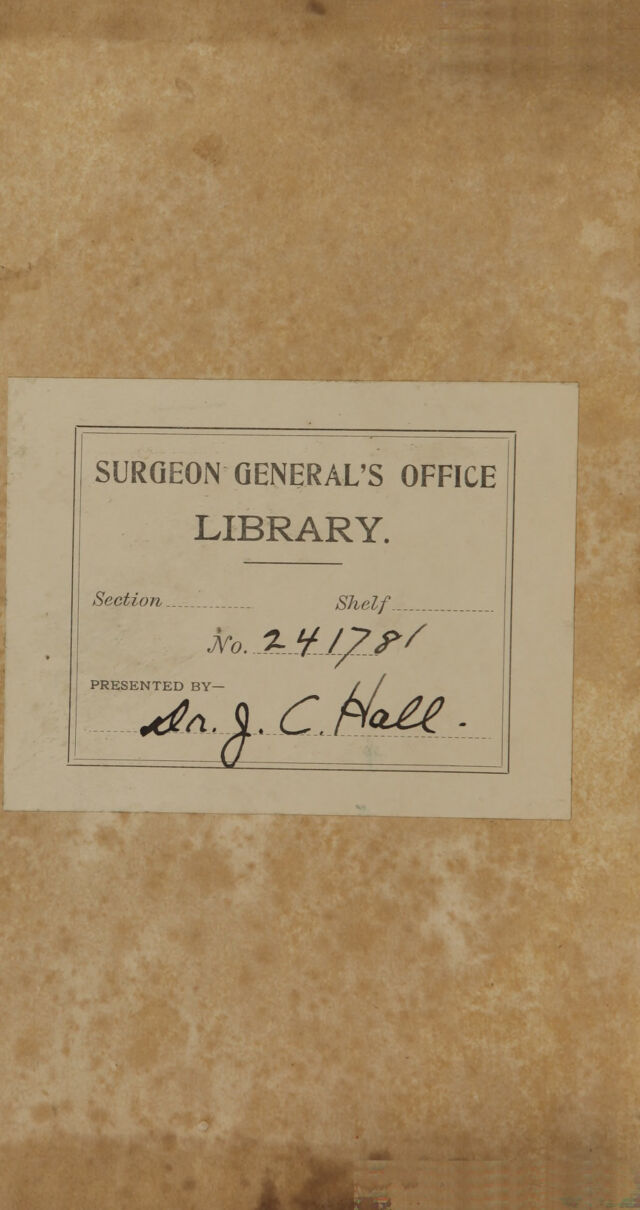 SURGEON GENERAL'S OFFICE
LIBRARY.
Section Shelf
No. 241781
PRESENTED BY—
Dr. J. C. Hall.